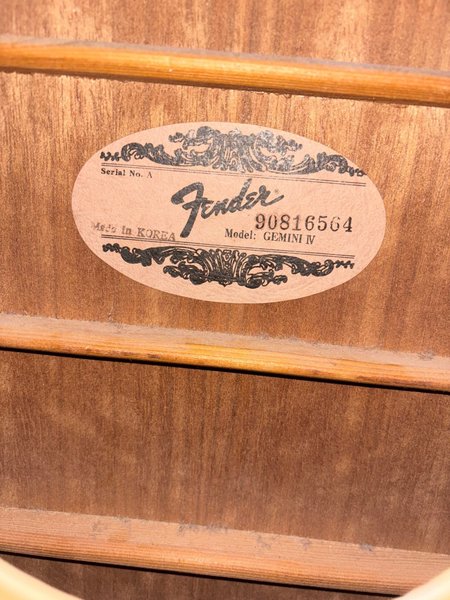 Serial No. A
Fender
90816564
Made in KOREA
Model: GEMINI IV